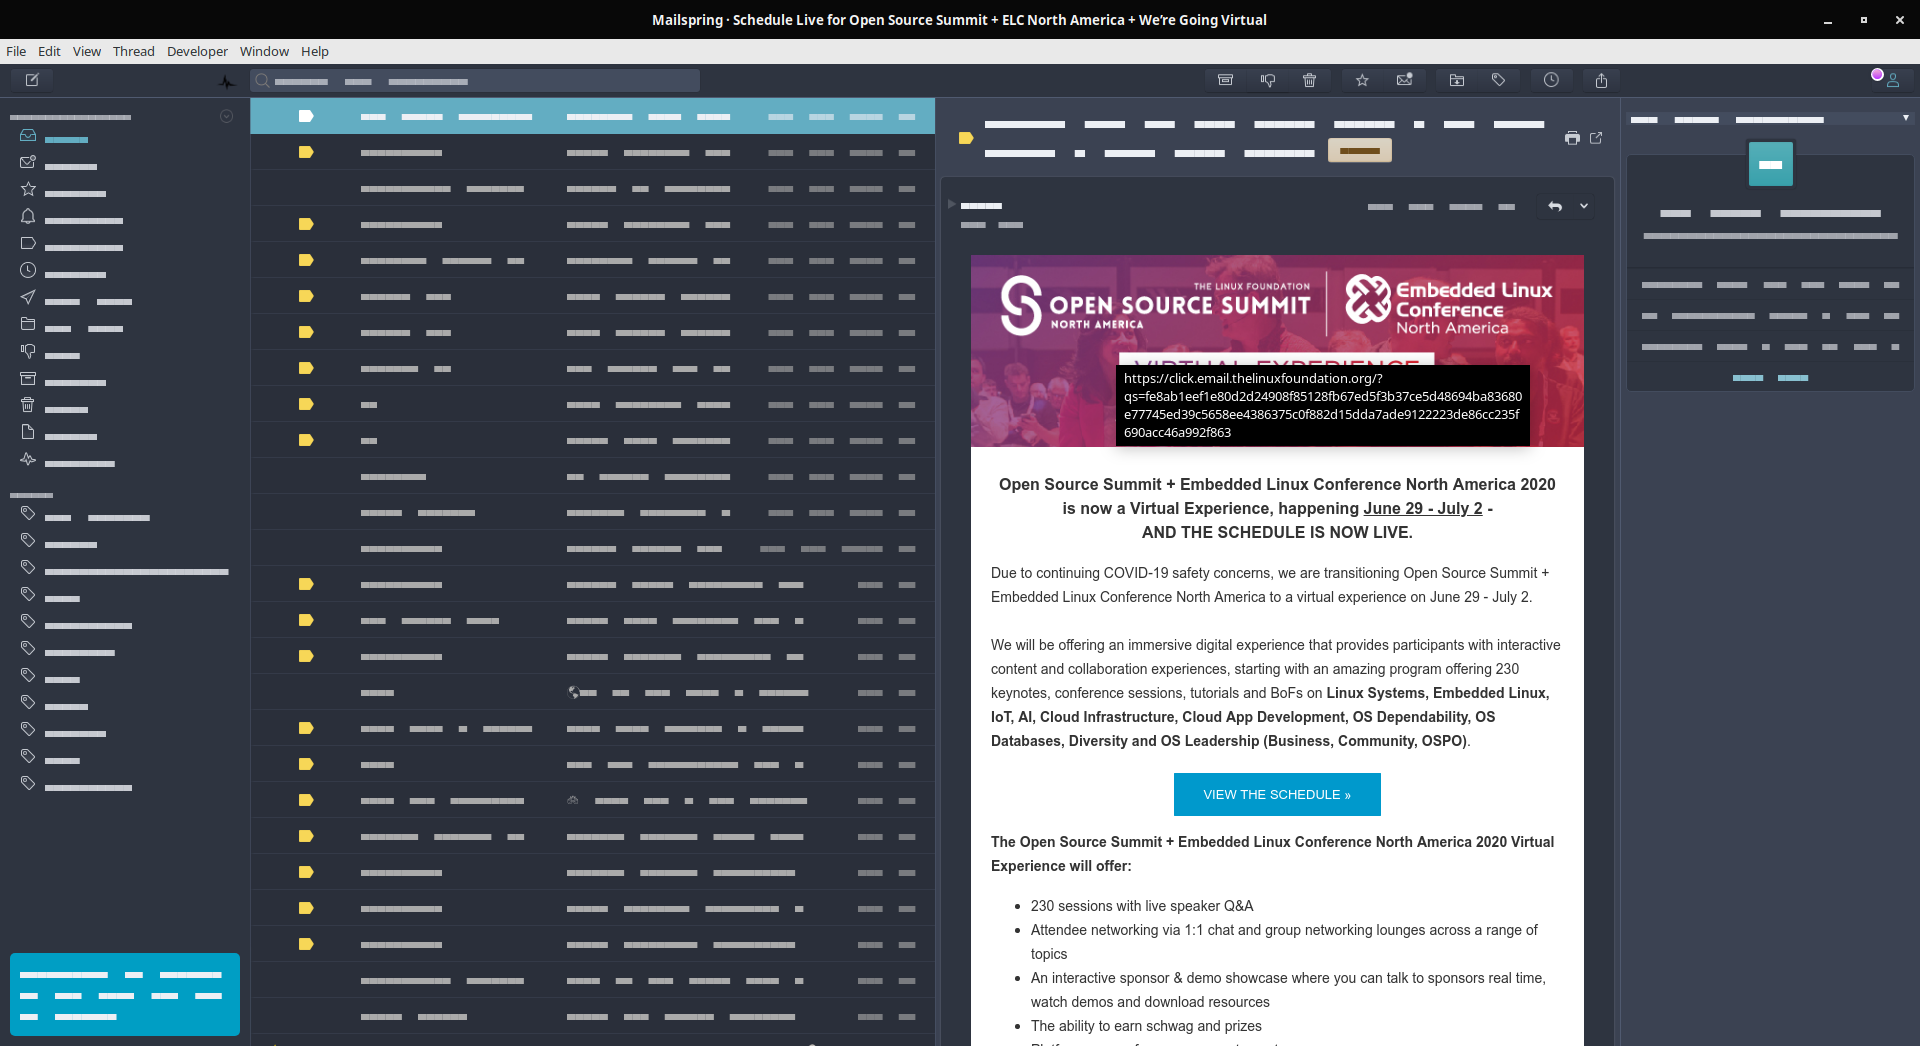 Mailspring · Schedule Live for Open Source Summit + ELC North America + We're Going Virtual
File Edit View Thread Developer Window Help
THE LINUX FOUNDATION
OPEN SOURCE SUMMIT
NORTH AMERICA
Embedded Linux
Conference
North America
VIRTUAL EXPERIENCE
https://click.email.thelinuxfoundation.org/?
qs=fe8ab1eef1e80d2d24908f85128fb67ed5f3b37ce5d48694ba83680
e77745ed39c5658ee4386375c0f882d15dda7ade9122223de86cc235f
690acc46a992f863
Open Source Summit + Embedded Linux Conference North America 2020
is now a Virtual Experience, happening June 29 - July 2 -
AND THE SCHEDULE IS NOW LIVE.
Due to continuing COVID-19 safety concerns, we are transitioning Open Source Summit +
Embedded Linux Conference North America to a virtual experience on June 29 - July 2.
We will be offering an immersive digital experience that provides participants with interactive
content and collaboration experiences, starting with an amazing program offering 230
keynotes, conference sessions, tutorials and BoFs on Linux Systems, Embedded Linux,
IoT, AI, Cloud Infrastructure, Cloud App Development, OS Dependability, OS
Databases, Diversity and OS Leadership (Business, Community, OSPO).
VIEW THE SCHEDULE »
The Open Source Summit + Embedded Linux Conference North America 2020 Virtual
Experience will offer:
• 230 sessions with live speaker Q&A
• Attendee networking via 1:1 chat and group networking lounges across a range of
topics
• An interactive sponsor & demo showcase where you can talk to sponsors real time,
watch demos and download resources
• The ability to earn schwag and prizes